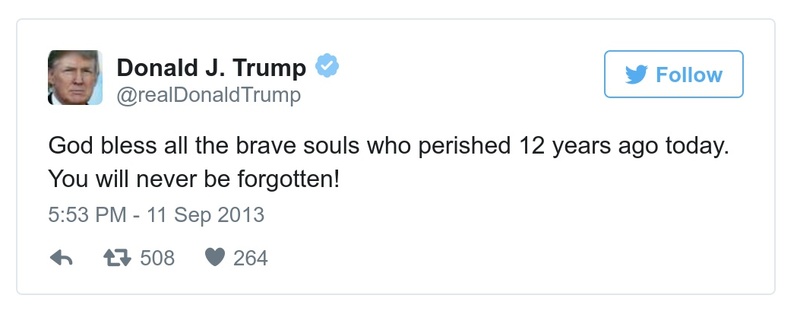 Donald J. Trump
@realDonaldTrump
Follow
God bless all the brave souls who perished 12 years ago today.
You will never be forgotten!
5:53 PM - 11 Sep 2013
508 264